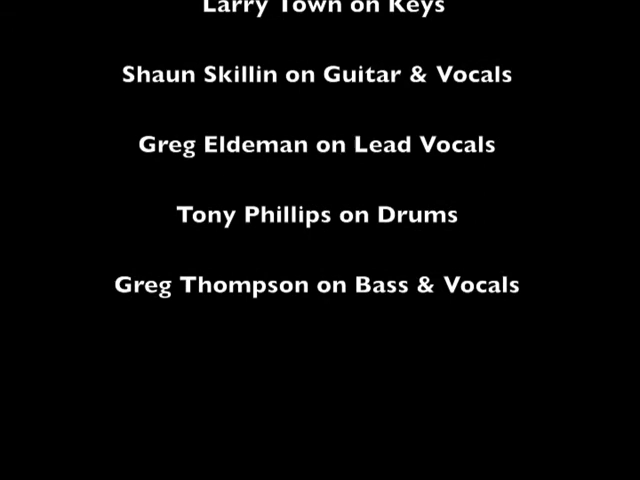 Larry Town on Keys
Shaun Skillin on Guitar & Vocals
Greg Eldeman on Lead Vocals
Tony Phillips on Drums
Greg Thompson on Bass & Vocals